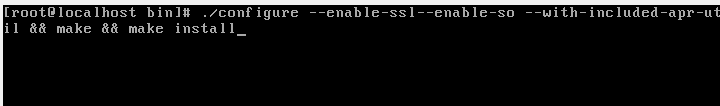 [root@localhost bin]# ./configure --enable-ssl--enable-so --with-included-apr-ut
il && make && make install_